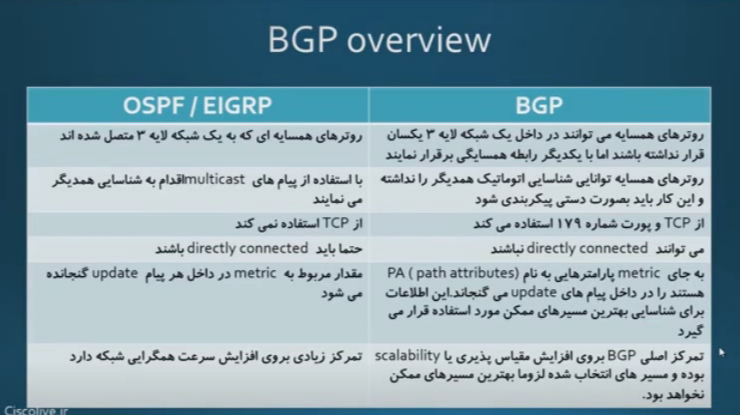 BGP overview
OSPF / EIGRP
BGP
روترهای همسایه ای که به یک شبکه لایه ۳ متصل شده اند
روترهای همسایه می توانند در داخل یک شبکه لایه ۳ یکسان
قرار نداشته باشند اما با یکدیگر رابطه همسایگی برقرار نمایند
با استفاده از پیام های multicastاقدام به شناسایی همدیگر
می نمایند
روترهای همسایه توانایی شناسایی اتوماتیک همدیگر را نداشته
و این کار باید بصورت دستی پیکربندی شود
از TCP استفاده نمی کند
از TCP و پورت شماره ۱۷۹ استفاده می کند
حتما باید directly connected باشند
می توانند directly connected نباشند
مقدار مربوط به metric در داخل هر پیام update گنجانده
می شود
به جای metric پارامترهایی به نام PA ( path attributes)
هستند را در داخل پیام های update می گنجاند.این اطلاعات
برای شناسایی بهترین مسیرهای ممکن مورد استفاده قرار می
گیرد
تمرکز زیادی بروی افزایش سرعت همگرایی شبکه دارد
تمرکز اصلی BGP بروی افزایش مقیاس پذیری یا scalability
بوده و مسیر های انتخاب شده لزوما بهترین مسیرهای ممکن
نخواهد بود.
Ciscolive.ir